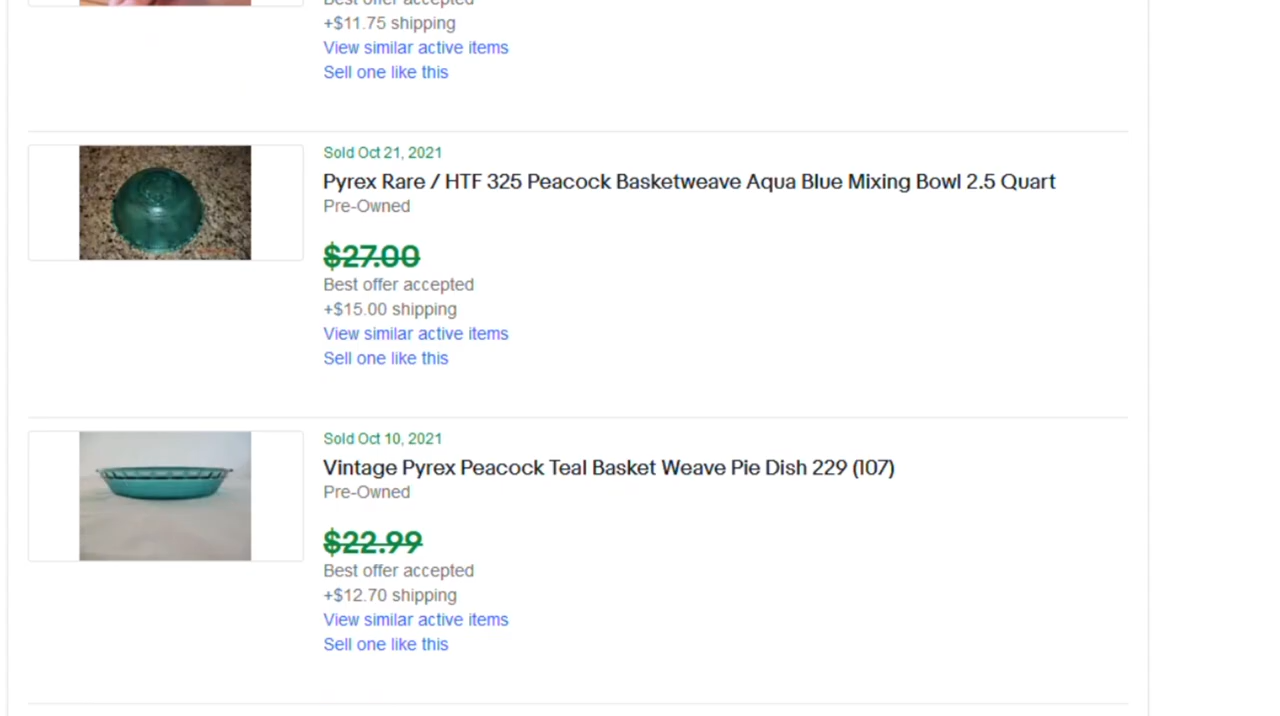 Best offer accepted
+$11.75 shipping
View similar active items
Sell one like this
Sold Oct 21, 2021
Pyrex Rare / HTF 325 Peacock Basketweave Aqua Blue Mixing Bowl 2.5 Quart
Pre-Owned
$27.00
Best offer accepted
+$15.00 shipping
View similar active items
Sell one like this
Sold Oct 10, 2021
Vintage Pyrex Peacock Teal Basket Weave Pie Dish 229 (107)
Pre-Owned
$22.99
Best offer accepted
+$12.70 shipping
View similar active items
Sell one like this